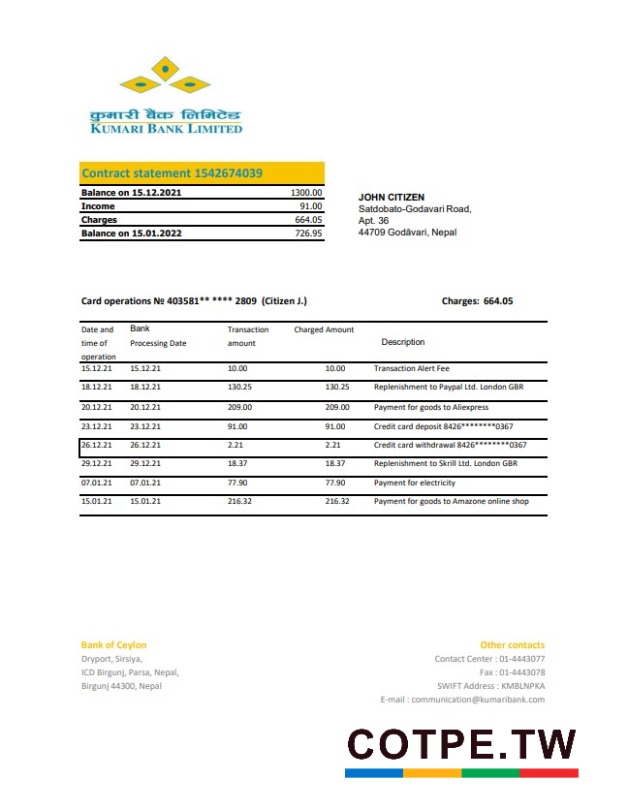 कुमारी बैंक लिमिटेड
KUMARI BANK LIMITED
Contract statement 1542674039
Balance on 15.12.2021 1300.00
Income 91.00
Charges 664.05
Balance on 15.01.2022 726.95
JOHN CITIZEN
Satdobato-Godavari Road,
Apt. 36
44709 Godāvari, Nepal
Card operations № 403581** **** 2809 (Citizen J.) Charges: 664.05
Date and time of operation Bank Processing Date Transaction amount Charged Amount Description
15.12.21 15.12.21 10.00 10.00 Transaction Alert Fee
18.12.21 18.12.21 130.25 130.25 Replenishment to Paypal Ltd. London GBR
20.12.21 20.12.21 209.00 209.00 Payment for goods to Aliexpress
23.12.21 23.12.21 91.00 91.00 Credit card deposit 8426********0367
26.12.21 26.12.21 2.21 2.21 Credit card withdrawal 8426********0367
29.12.21 29.12.21 18.37 18.37 Replenishment to Skrill Ltd. London GBR
07.01.21 07.01.21 77.90 77.90 Payment for electricity
15.01.21 15.01.21 216.32 216.32 Payment for goods to Amazone online shop
Bank of Ceylon
Dryport, Sirsiya,
ICD Birgunj, Parsa, Nepal,
Birgunj 44300, Nepal
Other contacts
Contact Center : 01-4443077
Fax : 01-4443078
SWIFT Address : KMBLNPKA
E-mail : communication@kumaribank.com
COTPE.TW